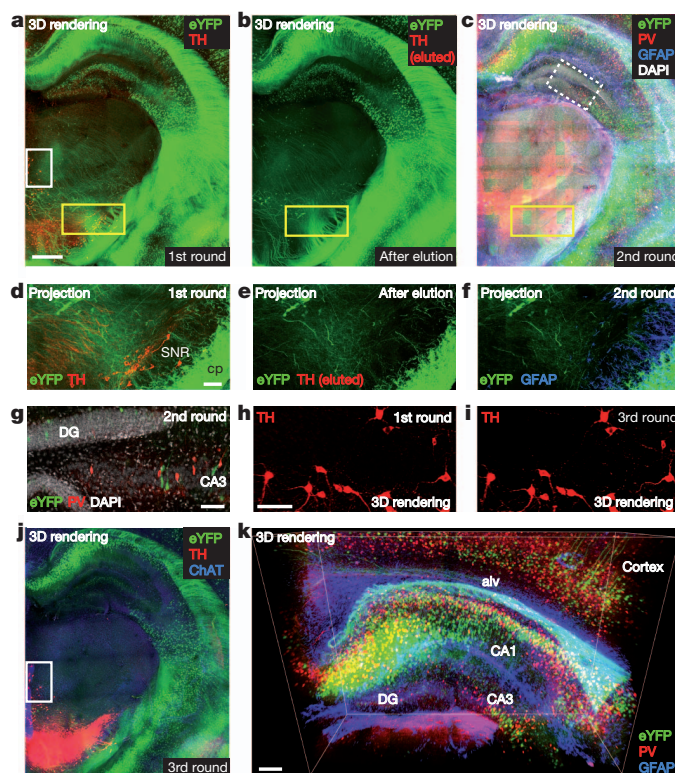 a 3D rendering eYFP
TH
1st round
b 3D rendering eYFP
TH
(eluted)
After elution
c 3D rendering eYFP
PV
GFAP
DAPI
2nd round
d Projection 1st round
SNR
cp
eYFP TH
e Projection After elution
eYFP TH (eluted)
f Projection 2nd round
eYFP GFAP
g 2nd round
DG
CA3
eYFP PV DAPI
h TH 1st round
3D rendering
i TH 3rd round
3D rendering
j 3D rendering eYFP
TH
ChAT
3rd round
k 3D rendering
Cortex
alv
CA1
DG CA3
eYFP
PV
GFAP